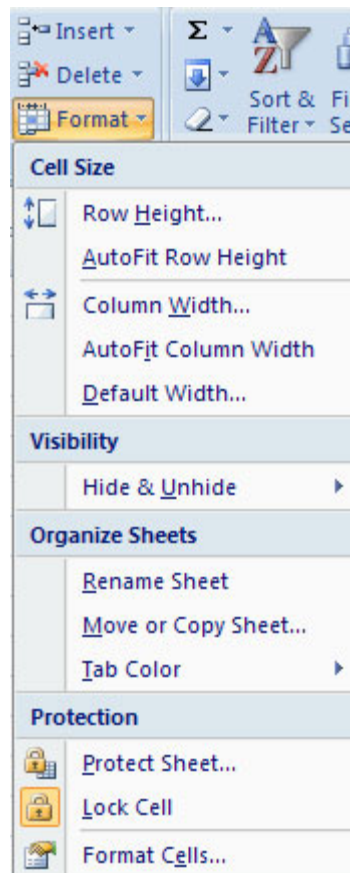 Insert
Delete
Format
Σ
A
Z
Sort &
Filter
Cell Size
Row Height...
AutoFit Row Height
Column Width...
AutoFit Column Width
Default Width...
Visibility
Hide & Unhide
Organize Sheets
Rename Sheet
Move or Copy Sheet...
Tab Color
Protection
Protect Sheet...
Lock Cell
Format Cells...